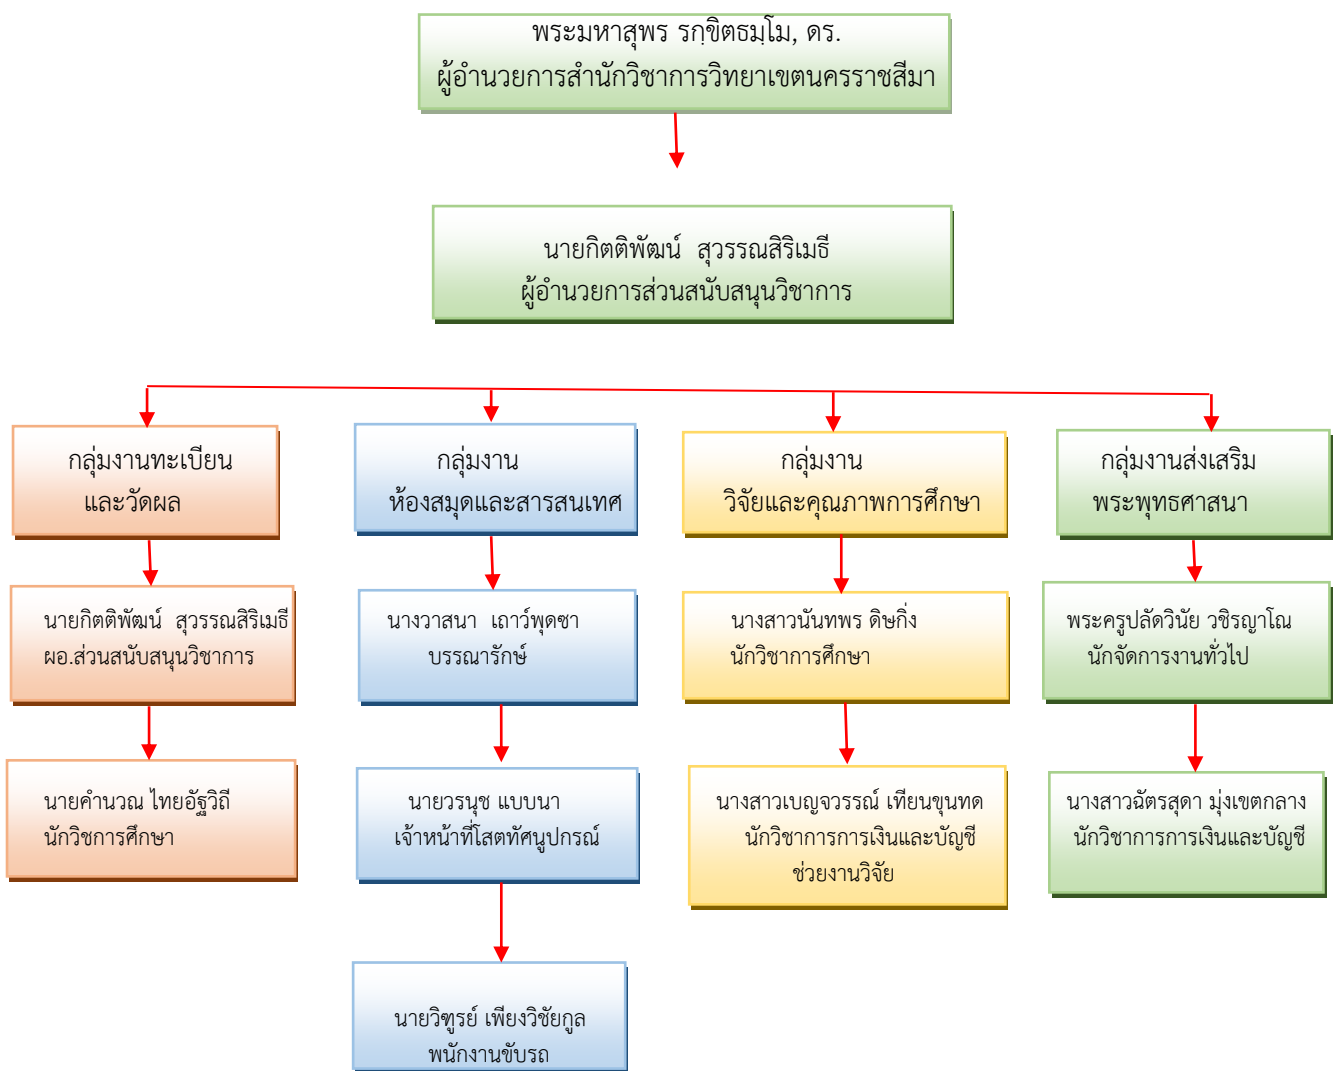 พระมหาสุพร รกฺขิตธมฺโม, ดร.
ผู้อำนวยการสำนักวิชาการวิทยาเขตนครราชสีมา
นายกิตติพัฒน์ สุวรรณสิริเมธี
ผู้อำนวยการส่วนสนับสนุนวิชาการ
กลุ่มงานทะเบียน
และวัดผล
กลุ่มงาน
ห้องสมุดและสารสนเทศ
กลุ่มงาน
วิจัยและคุณภาพการศึกษา
กลุ่มงานส่งเสริม
พระพุทธศาสนา
นายกิตติพัฒน์ สุวรรณสิริเมธี
ผอ.ส่วนสนับสนุนวิชาการ
นางวาสนา เถาว์พุดซา
บรรณารักษ์
นางสาวนันทพร ดิษกิ่ง
นักวิชาการศึกษา
พระครูปลัดวินัย วชิรญาโณ
นักจัดการงานทั่วไป
นายคำนวณ ไทยอัฐวิถี
นักวิชการศึกษา
นายวรนุช แบบนา
เจ้าหน้าที่โสตทัศนูปกรณ์
นางสาวเบญจวรรณ์ เทียนขุนทด
นักวิชาการการเงินและบัญชี
ช่วยงานวิจัย
นางสาวฉัตรสุดา มุ่งเขตกลาง
นักวิชาการการเงินและบัญชี
นายวิฑูรย์ เพียงวิชัยกูล
พนักงานขับรถ